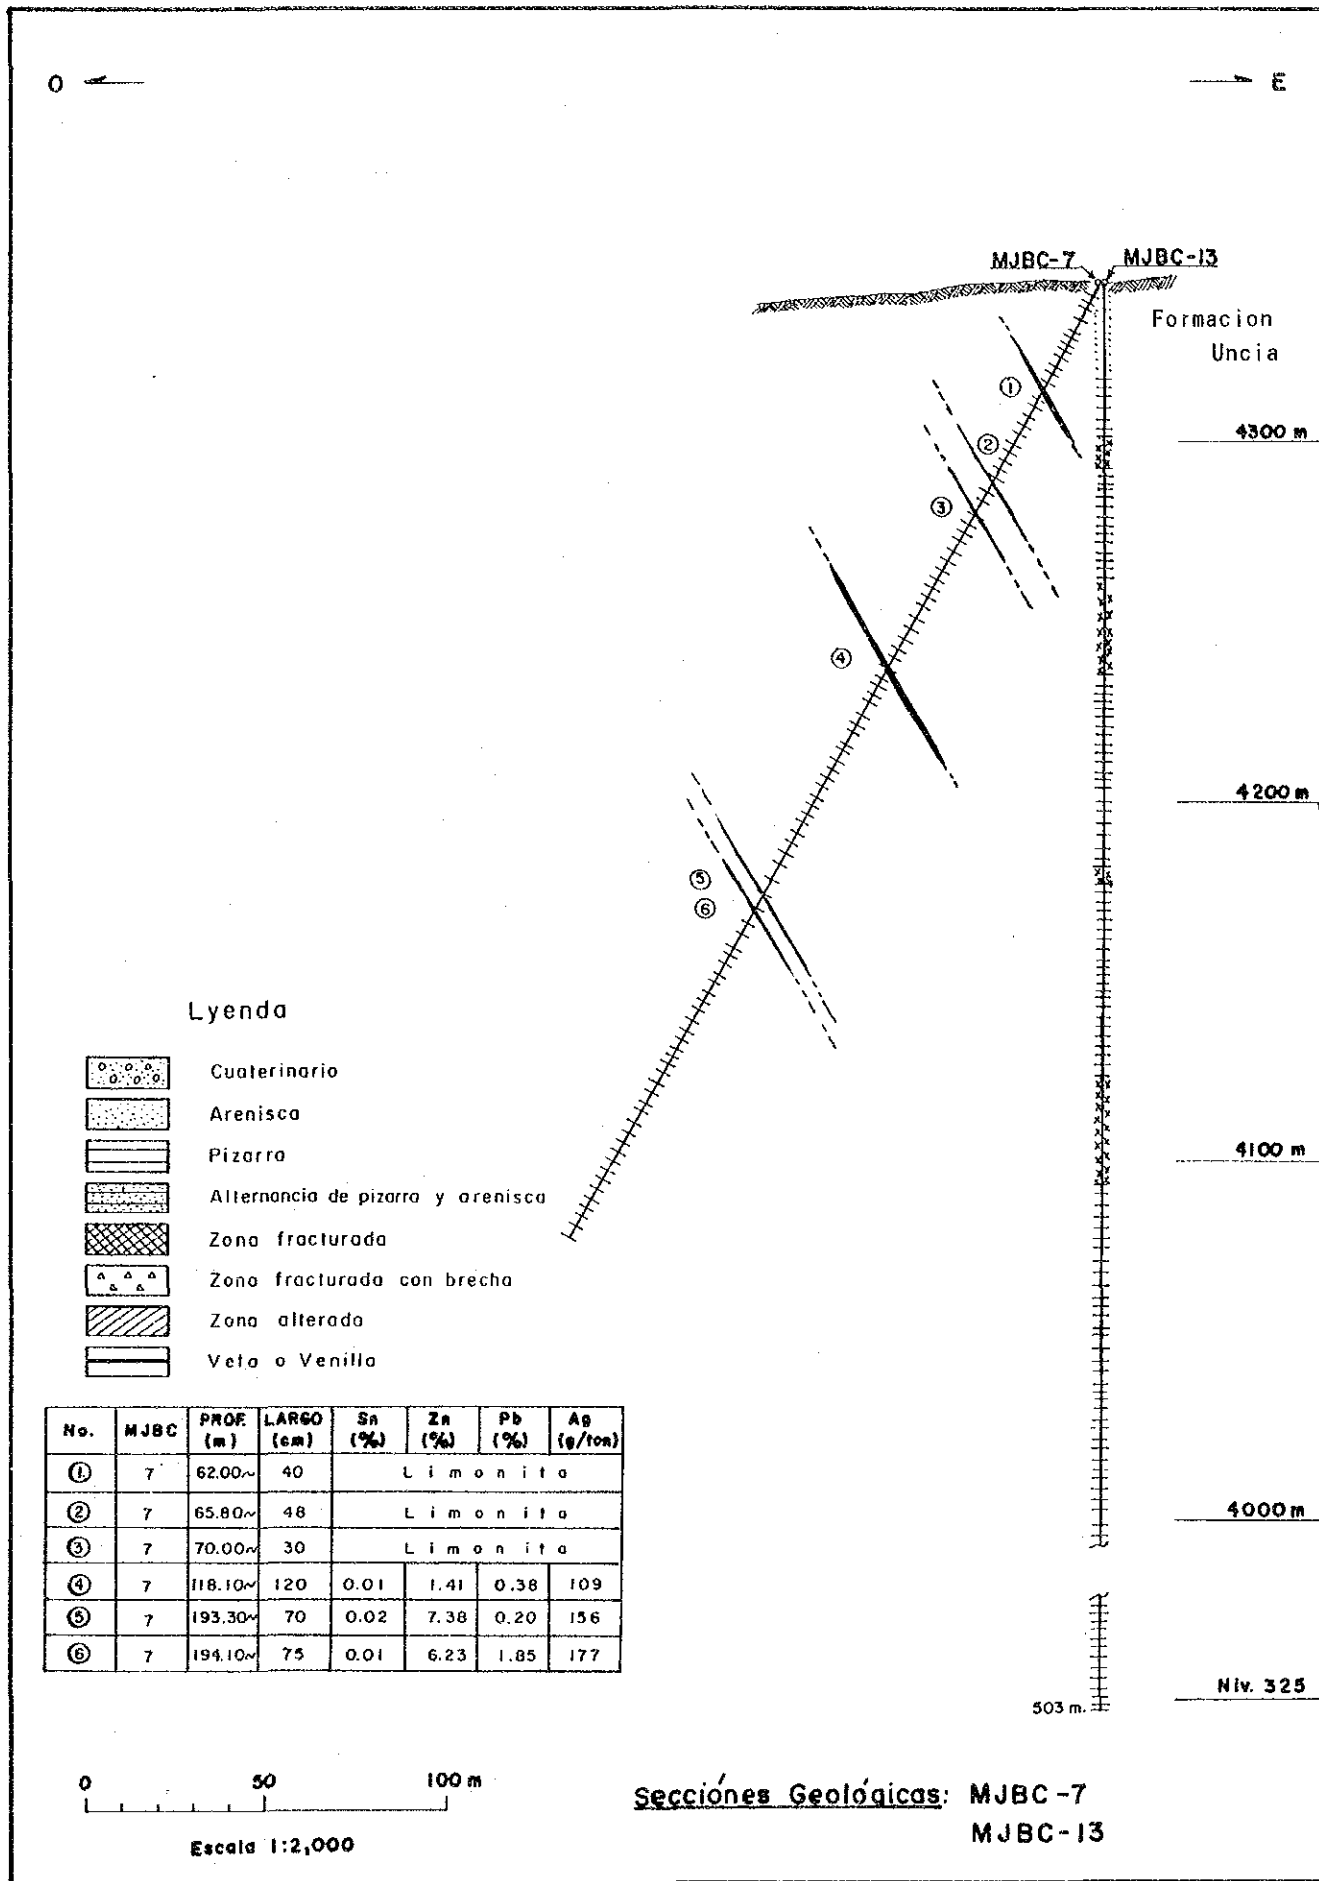 O E
MJBC-7 MJBC-13
Formacion
Uncia
①
4300 m
②
③
④
4200 m
⑤
⑥
4100 m
4000 m
Niv. 325
503 m.
Lyenda
Cuaterinario
Arenisca
Pizarra
Alternancia de pizarra y arenisca
Zona fracturada
Zona fracturada con brecha
Zona alterada
Veta o Venilla
No. MJBC PROF. (m) LARGO (cm) Sn (%) Zn (%) Pb (%) Ag (g/ton)
① 7 62.00~ 40 Limonita
② 7 65.80~ 48 Limonita
③ 7 70.00~ 30 Limonita
④ 7 118.10~ 120 0.01 1.41 0.38 109
⑤ 7 193.30~ 70 0.02 7.38 0.20 156
⑥ 7 194.10~ 75 0.01 6.23 1.85 177
0 50 100 m
Escala 1:2,000
Secciónes Geológicas: MJBC-7
MJBC-13